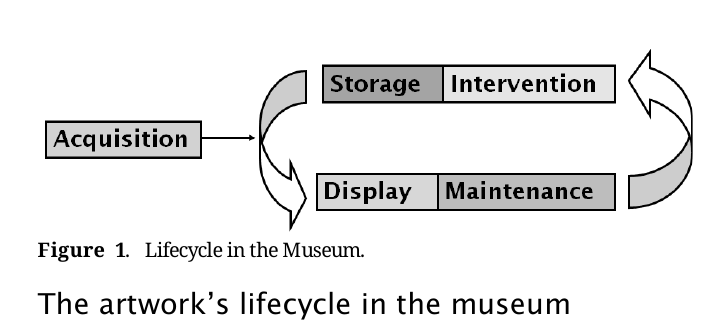 Storage Intervention
Acquisition
Display Maintenance
Figure 1. Lifecycle in the Museum.
The artwork's lifecycle in the museum